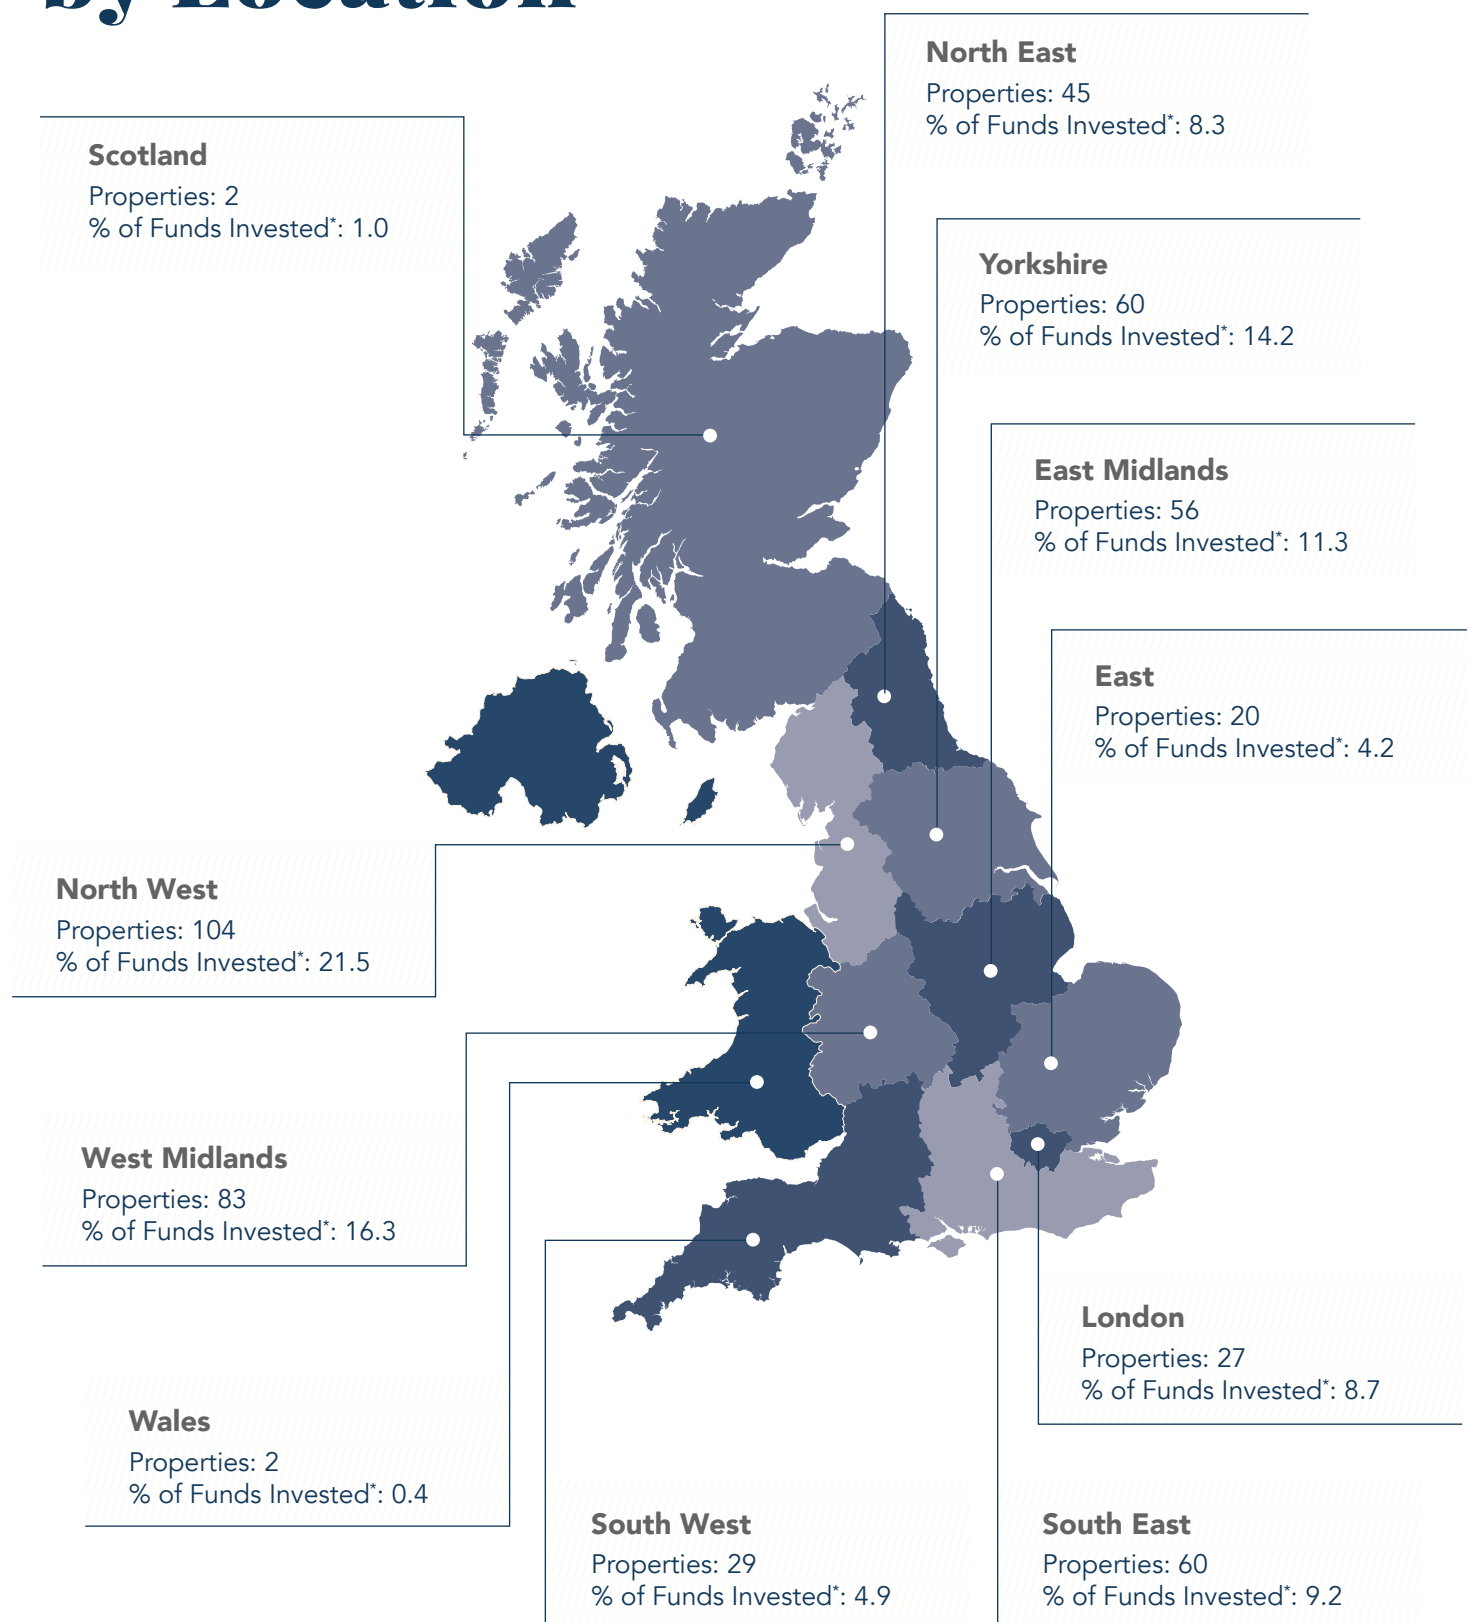 by Location
North East
Properties: 45
% of Funds Invested*: 8.3
Scotland
Properties: 2
% of Funds Invested*: 1.0
Yorkshire
Properties: 60
% of Funds Invested*: 14.2
East Midlands
Properties: 56
% of Funds Invested*: 11.3
East
Properties: 20
% of Funds Invested*: 4.2
North West
Properties: 104
% of Funds Invested*: 21.5
West Midlands
Properties: 83
% of Funds Invested*: 16.3
London
Properties: 27
% of Funds Invested*: 8.7
Wales
Properties: 2
% of Funds Invested*: 0.4
South West
Properties: 29
% of Funds Invested*: 4.9
South East
Properties: 60
% of Funds Invested*: 9.2